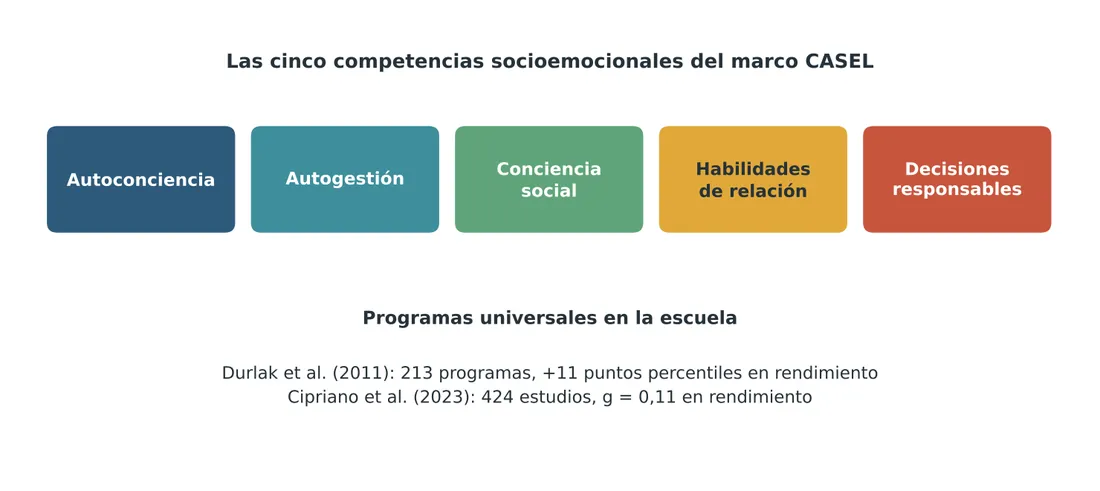 Las cinco competencias socioemocionales del marco CASEL
Autoconciencia
Autogestión
Conciencia
social
Habilidades
de relación
Decisiones
responsables
Programas universales en la escuela
Durlak et al. (2011): 213 programas, +11 puntos percentiles en rendimiento
Cipriano et al. (2023): 424 estudios, g = 0,11 en rendimiento